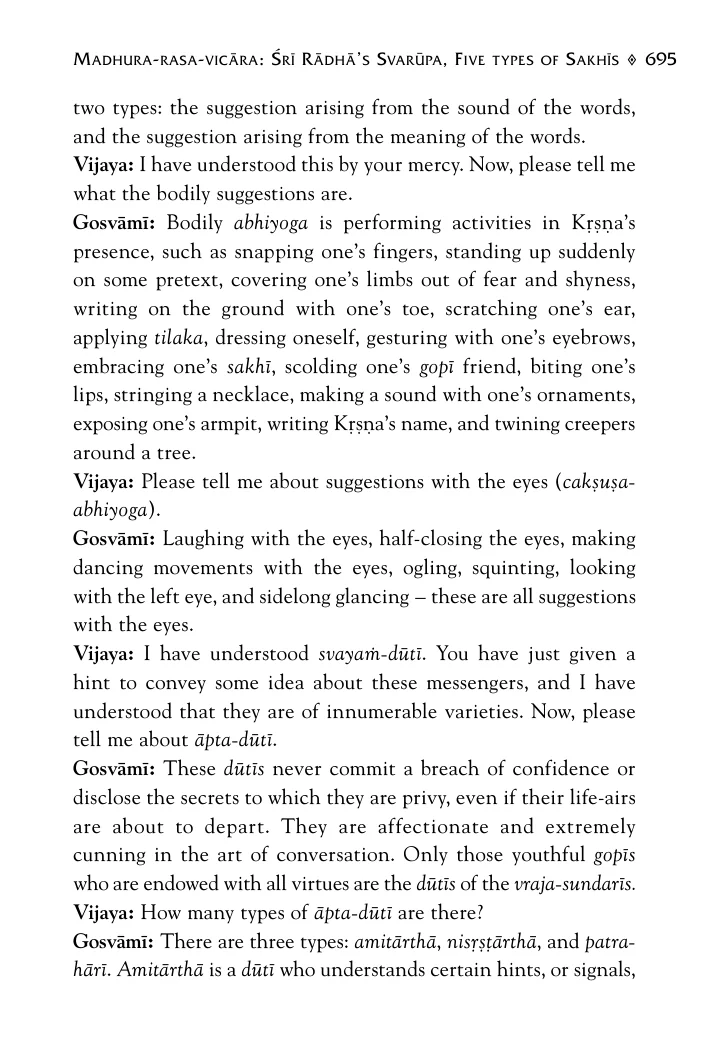 Madhura-rasa-vicāra: Śrī Rādhā's Svarūpa, Five types of Sakhīs ◊ 695
two types: the suggestion arising from the sound of the words,
and the suggestion arising from the meaning of the words.
Vijaya: I have understood this by your mercy. Now, please tell me
what the bodily suggestions are.
Gosvāmī: Bodily abhiyoga is performing activities in Kṛṣṇa's
presence, such as snapping one's fingers, standing up suddenly
on some pretext, covering one's limbs out of fear and shyness,
writing on the ground with one's toe, scratching one's ear,
applying tilaka, dressing oneself, gesturing with one's eyebrows,
embracing one's sakhī, scolding one's gopī friend, biting one's
lips, stringing a necklace, making a sound with one's ornaments,
exposing one's armpit, writing Kṛṣṇa's name, and twining creepers
around a tree.
Vijaya: Please tell me about suggestions with the eyes (cakṣuṣa-
abhiyoga).
Gosvāmī: Laughing with the eyes, half-closing the eyes, making
dancing movements with the eyes, ogling, squinting, looking
with the left eye, and sidelong glancing – these are all suggestions
with the eyes.
Vijaya: I have understood svayaṁ-dūtī. You have just given a
hint to convey some idea about these messengers, and I have
understood that they are of innumerable varieties. Now, please
tell me about āpta-dūtī.
Gosvāmī: These dūtīs never commit a breach of confidence or
disclose the secrets to which they are privy, even if their life-airs
are about to depart. They are affectionate and extremely
cunning in the art of conversation. Only those youthful gopīs
who are endowed with all virtues are the dūtīs of the vraja-sundarīs.
Vijaya: How many types of āpta-dūtī are there?
Gosvāmī: There are three types: amitārthā, nisṛṣṭārthā, and patra-
hārī. Amitārthā is a dūtī who understands certain hints, or signals,